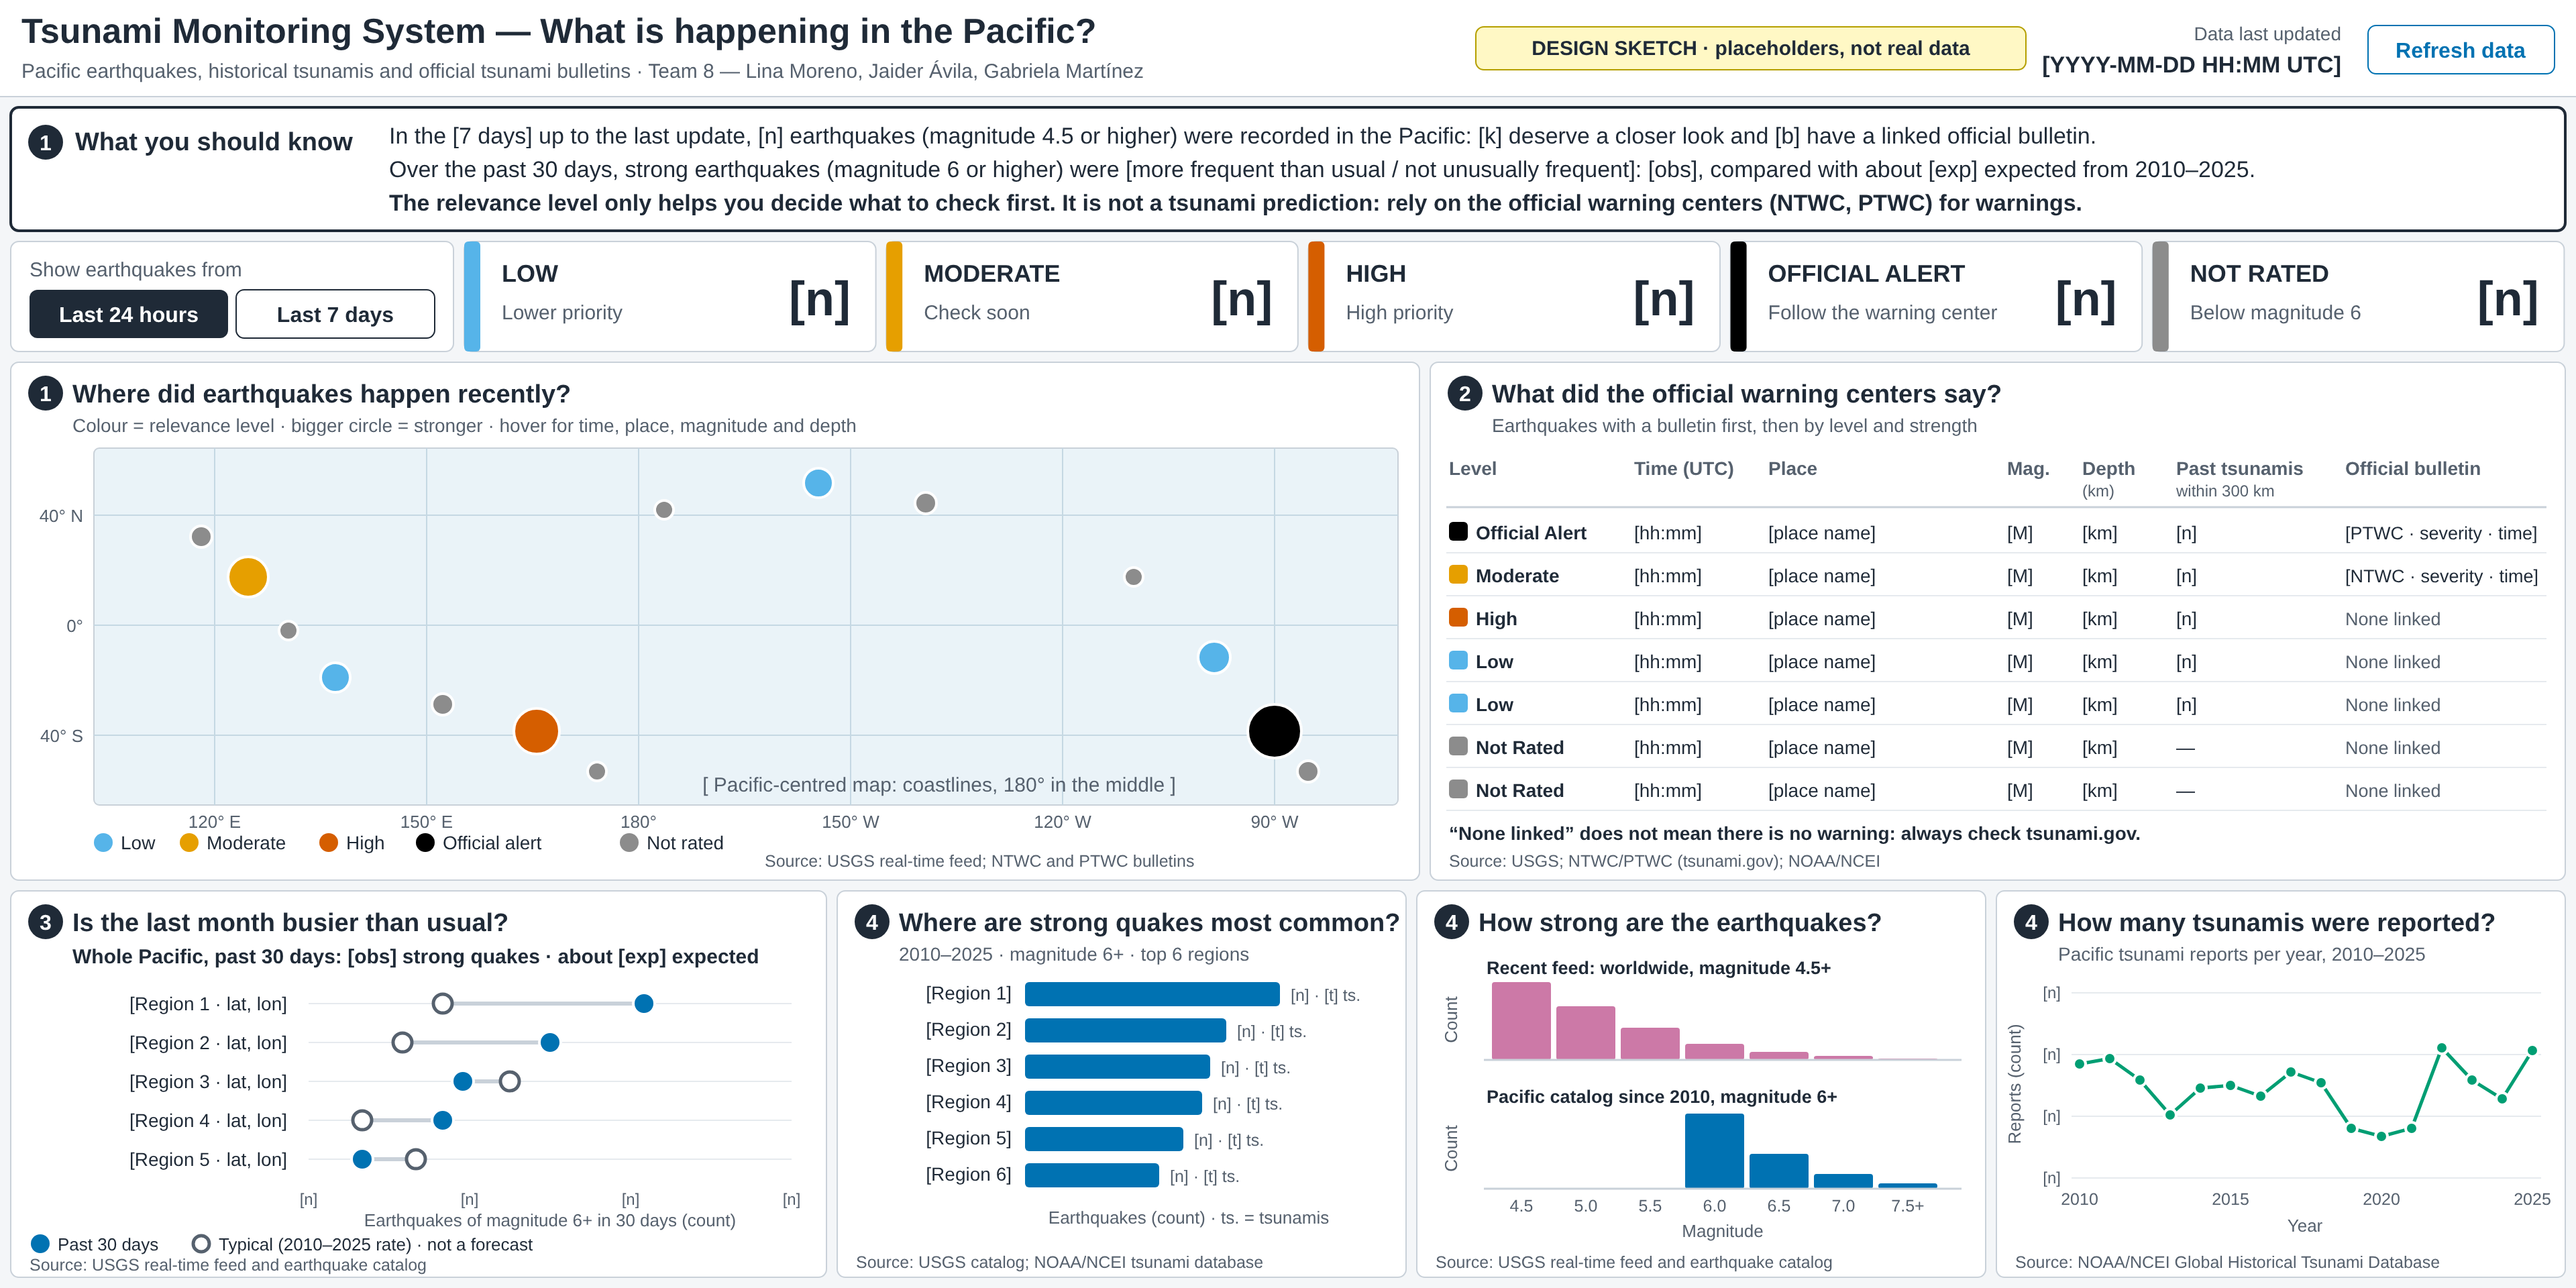 Tsunami Monitoring System — What is happening in the Pacific?
Pacific earthquakes, historical tsunamis and official tsunami bulletins · Team 8 — Lina Moreno, Jaider Ávila, Gabriela Martínez
DESIGN SKETCH · placeholders, not real data
Data last updated
[YYYY-MM-DD HH:MM UTC]
Refresh data
1 What you should know
In the [7 days] up to the last update, [n] earthquakes (magnitude 4.5 or higher) were recorded in the Pacific: [k] deserve a closer look and [b] have a linked official bulletin.
Over the past 30 days, strong earthquakes (magnitude 6 or higher) were [more frequent than usual / not unusually frequent]: [obs], compared with about [exp] expected from 2010–2025.
The relevance level only helps you decide what to check first. It is not a tsunami prediction: rely on the official warning centers (NTWC, PTWC) for warnings.
Show earthquakes from
Last 24 hours
Last 7 days
LOW
Lower priority
[n]
MODERATE
Check soon
[n]
HIGH
High priority
[n]
OFFICIAL ALERT
Follow the warning center
[n]
NOT RATED
Below magnitude 6
[n]
1 Where did earthquakes happen recently?
Colour = relevance level · bigger circle = stronger · hover for time, place, magnitude and depth
40° N
0°
40° S
[ Pacific-centred map: coastlines, 180° in the middle ]
120° E 150° E 180° 150° W 120° W 90° W
Low Moderate High Official alert Not rated
Source: USGS real-time feed; NTWC and PTWC bulletins
2 What did the official warning centers say?
Earthquakes with a bulletin first, then by level and strength
Level Time (UTC) Place Mag. Depth Past tsunamis Official bulletin
(km) within 300 km
Official Alert [hh:mm] [place name] [M] [km] [n] [PTWC · severity · time]
Moderate [hh:mm] [place name] [M] [km] [n] [NTWC · severity · time]
High [hh:mm] [place name] [M] [km] [n] None linked
Low [hh:mm] [place name] [M] [km] [n] None linked
Low [hh:mm] [place name] [M] [km] [n] None linked
Not Rated [hh:mm] [place name] [M] [km] — None linked
Not Rated [hh:mm] [place name] [M] [km] — None linked
“None linked” does not mean there is no warning: always check tsunami.gov.
Source: USGS; NTWC/PTWC (tsunami.gov); NOAA/NCEI
3 Is the last month busier than usual?
Whole Pacific, past 30 days: [obs] strong quakes · about [exp] expected
[Region 1 · lat, lon]
[Region 2 · lat, lon]
[Region 3 · lat, lon]
[Region 4 · lat, lon]
[Region 5 · lat, lon]
[n] [n] [n] [n]
Earthquakes of magnitude 6+ in 30 days (count)
Past 30 days Typical (2010–2025 rate) · not a forecast
Source: USGS real-time feed and earthquake catalog
4 Where are strong quakes most common?
2010–2025 · magnitude 6+ · top 6 regions
[Region 1] [n] · [t] ts.
[Region 2] [n] · [t] ts.
[Region 3] [n] · [t] ts.
[Region 4] [n] · [t] ts.
[Region 5] [n] · [t] ts.
[Region 6] [n] · [t] ts.
Earthquakes (count) · ts. = tsunamis
Source: USGS catalog; NOAA/NCEI tsunami database
4 How strong are the earthquakes?
Recent feed: worldwide, magnitude 4.5+
Count
Pacific catalog since 2010, magnitude 6+
Count
4.5 5.0 5.5 6.0 6.5 7.0 7.5+
Magnitude
Source: USGS real-time feed and earthquake catalog
4 How many tsunamis were reported?
Pacific tsunami reports per year, 2010–2025
Reports (count)
[n]
[n]
[n]
[n]
2010 2015 2020 2025
Year
Source: NOAA/NCEI Global Historical Tsunami Database